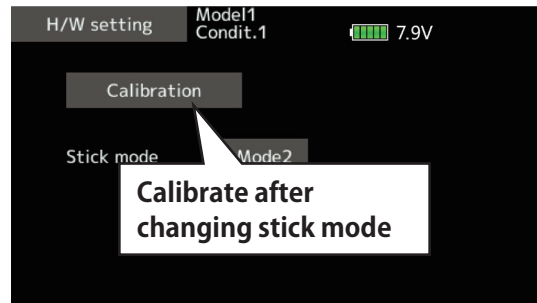 H/W setting
Model1
Condit.1
7.9V
Calibration
Stick mode
Mode2
Calibrate after
changing stick mode